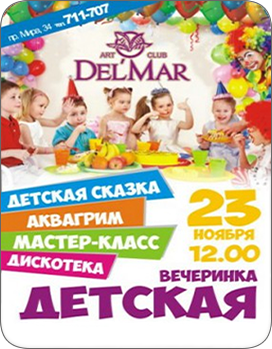 пр. Мира, 34 тел. 711-707
ART CLUB
DEL'MAR
ДЕТСКАЯ СКАЗКА
АКВАГРИМ
МАСТЕР-КЛАСС
ДИСКОТЕКА
23
НОЯБРЯ
12.00
ВЕЧЕРИНКА
ДЕТСКАЯ